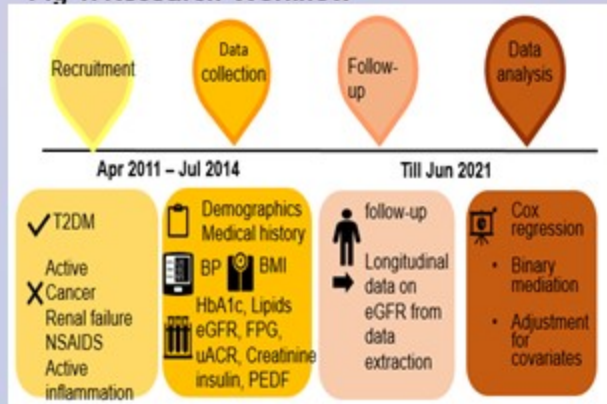 Recruitment
Data
collection
Follow-
up
Data
analysis
Apr 2011 – Jul 2014
Till Jun 2021
T2DM
Active
Cancer
Renal failure
NSAIDS
Active
inflammation
Demographics
Medical history
BP
BMI
HbA1c, Lipids
eGFR, FPG,
uACR, Creatinine
insulin, PEDF
follow-up
Longitudinal
data on
eGFR from
data
extraction
Cox
regression
• Binary
mediation
• Adjustment
for
covariates